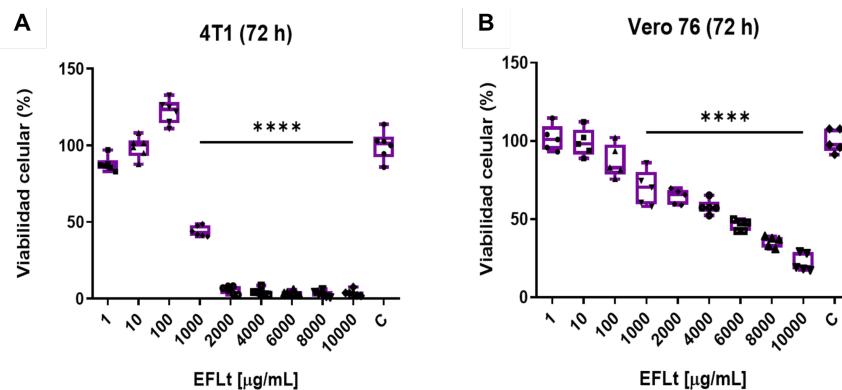 A
4T1 (72 h)
Viabilidad celular (%)
150
100
50
0
****
1 10 100 1000 2000 4000 6000 8000 10000 C
EFLt [µg/mL]
B
Vero 76 (72 h)
Viabilidad celular (%)
150
100
50
0
****
1 10 100 1000 2000 4000 6000 8000 10000 C
EFLt [µg/mL]